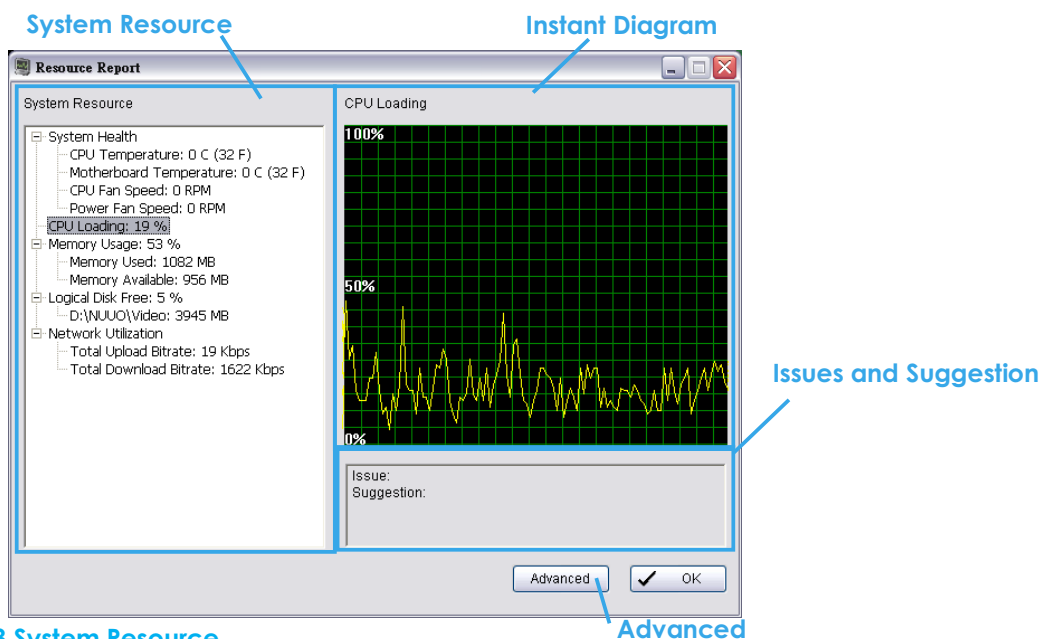 System Resource
Instant Diagram
Resource Report
System Resource
System Health
CPU Temperature: 0 C (32 F)
Motherboard Temperature: 0 C (32 F)
CPU Fan Speed: 0 RPM
Power Fan Speed: 0 RPM
CPU Loading: 19 %
Memory Usage: 53 %
Memory Used: 1082 MB
Memory Available: 956 MB
Logical Disk Free: 5 %
D:\NUUO\Video: 3945 MB
Network Utilization
Total Upload Bitrate: 19 Kbps
Total Download Bitrate: 1622 Kbps
CPU Loading
100%
50%
0%
Issues and Suggestion
Issue:
Suggestion:
Advanced
OK
Advanced
System Resource